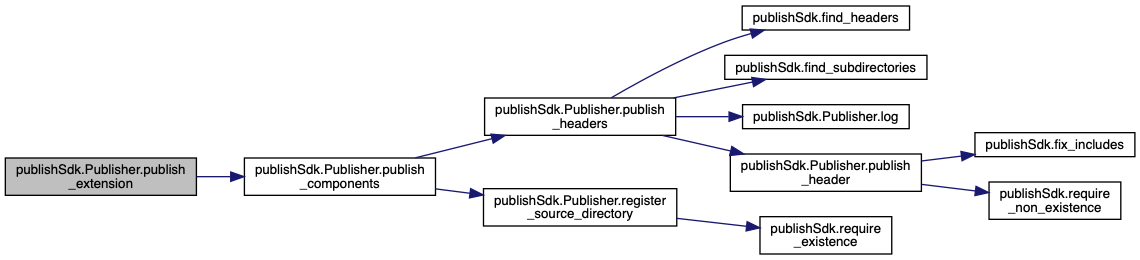 publishSdk.find_headers
publishSdk.find_subdirectories
publishSdk.Publisher.publish
_headers
publishSdk.Publisher.log
publishSdk.fix_includes
publishSdk.Publisher.publish
_extension
publishSdk.Publisher.publish
_components
publishSdk.Publisher.publish
_header
publishSdk.Publisher.register
_source_directory
publishSdk.require
_non_existence
publishSdk.require
_existence